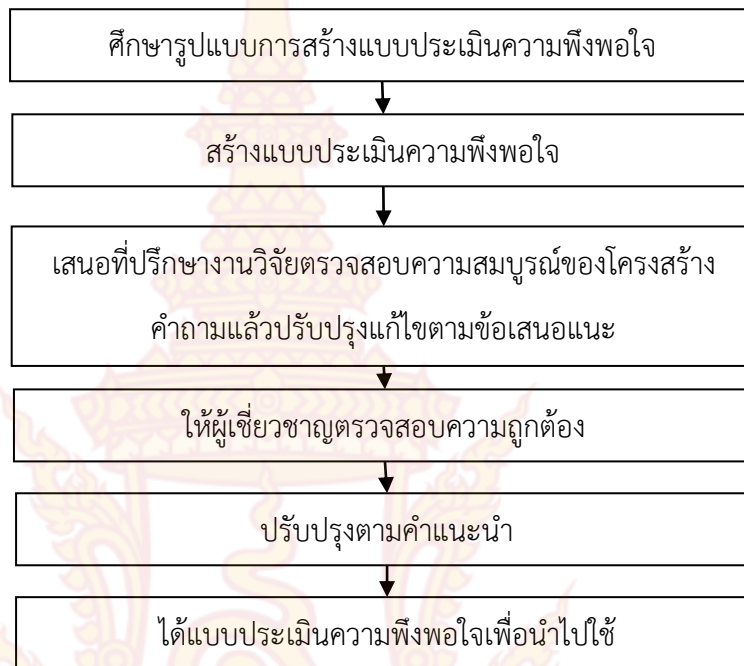 ศึกษารูปแบบการสร้างแบบประเมินความพึงพอใจ
สร้างแบบประเมินความพึงพอใจ
เสนอที่ปรึกษางานวิจัยตรวจสอบความสมบูรณ์ของโครงสร้าง
คำถามแล้วปรับปรุงแก้ไขตามข้อเสนอแนะ
ให้ผู้เชี่ยวชาญตรวจสอบความถูกต้อง
ปรับปรุงตามคำแนะนำ
ได้แบบประเมินความพึงพอใจเพื่อนำไปใช้